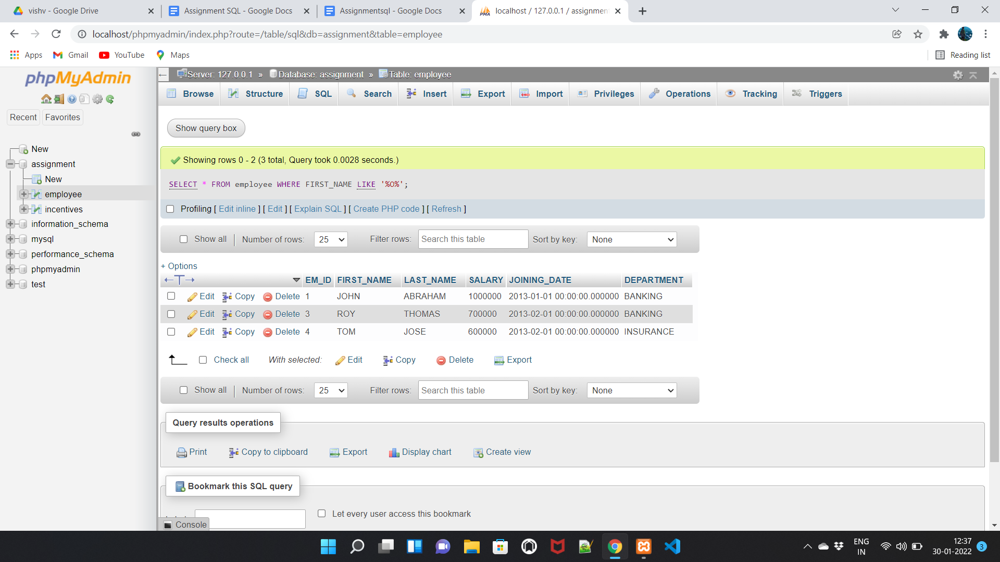 vishv - Google Drive
Assignment SQL - Google Docs
Assignmentsql - Google Docs
localhost / 127.0.0.1 / assignment
localhost/phpmyadmin/index.php?route=/table/sql&db=assignment&table=employee
Apps Gmail YouTube Maps Reading list
phpMyAdmin
Recent Favorites
New
assignment
New
employee
incentives
information_schema
mysql
performance_schema
phpmyadmin
test
Server: 127.0.0.1 » Database: assignment » Table: employee
Browse Structure SQL Search Insert Export Import Privileges Operations Tracking Triggers
Show query box
Showing rows 0 - 2 (3 total, Query took 0.0028 seconds.)
SELECT * FROM employee WHERE FIRST_NAME LIKE '%O%';
Profiling [ Edit inline ] [ Edit ] [ Explain SQL ] [ Create PHP code ] [ Refresh ]
Show all Number of rows: 25 Filter rows: Search this table Sort by key: None
+ Options
←T→ EM_ID FIRST_NAME LAST_NAME SALARY JOINING_DATE DEPARTMENT
Edit Copy Delete 1 JOHN ABRAHAM 1000000 2013-01-01 00:00:00.000000 BANKING
Edit Copy Delete 3 ROY THOMAS 700000 2013-02-01 00:00:00.000000 BANKING
Edit Copy Delete 4 TOM JOSE 600000 2013-02-01 00:00:00.000000 INSURANCE
Check all With selected: Edit Copy Delete Export
Show all Number of rows: 25 Filter rows: Search this table Sort by key: None
Query results operations
Print Copy to clipboard Export Display chart Create view
Bookmark this SQL query
Let every user access this bookmark
Console
ENG
IN
12:37
30-01-2022
3